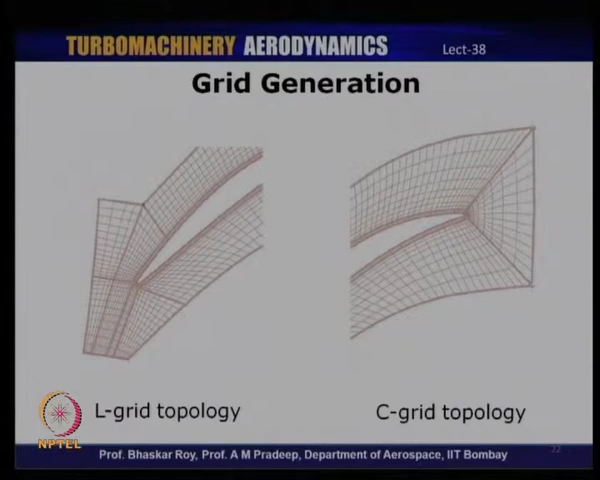 TURBOMACHINERY AERODYNAMICS
Lect-38
Grid Generation
L-grid topology
C-grid topology
NPTEL
Prof. Bhaskar Roy, Prof. A M Pradeep, Department of Aerospace, IIT Bombay
22